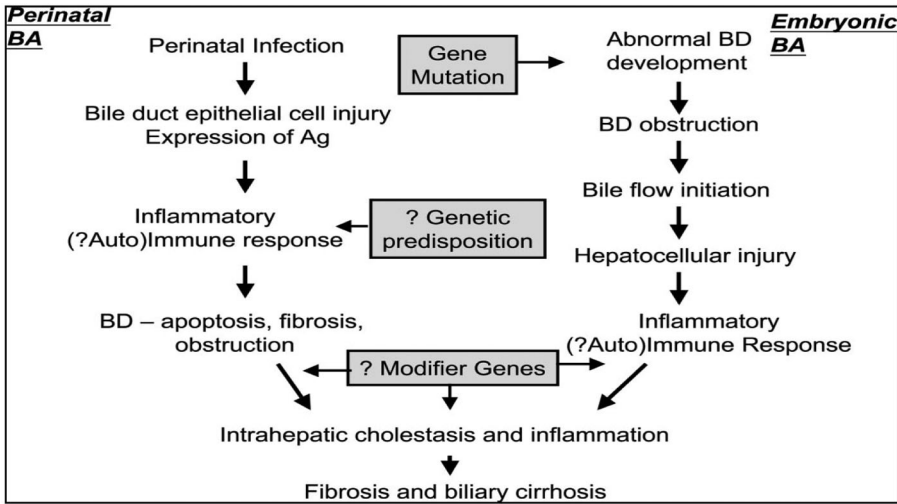 Perinatal
BA
Perinatal Infection
Bile duct epithelial cell injury
Expression of Ag
Inflammatory
(?Auto)Immune response
BD – apoptosis, fibrosis,
obstruction
Gene
Mutation
? Genetic
predisposition
? Modifier Genes
Embryonic
BA
Abnormal BD
development
BD obstruction
Bile flow initiation
Hepatocellular injury
Inflammatory
(?Auto)Immune Response
Intrahepatic cholestasis and inflammation
Fibrosis and biliary cirrhosis